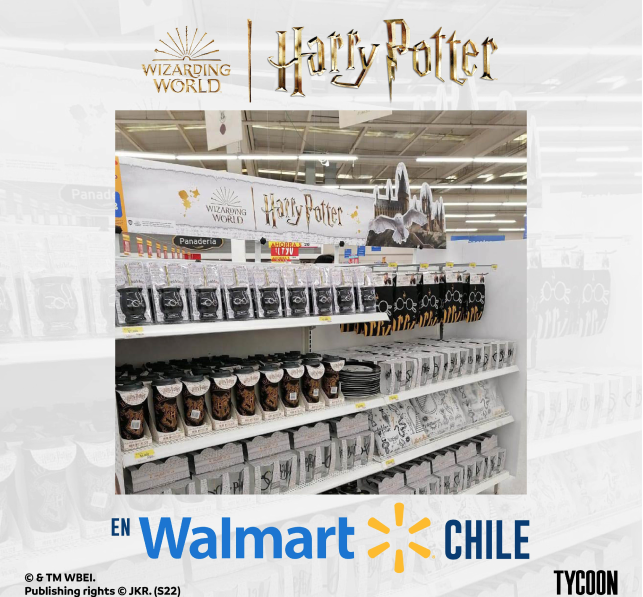 WIZARDING
WORLD
Harry Potter
WIZARDING
WORLD
Harry Potter
Panadería
AHORRA
EN Walmart CHILE
© & TM WBEI.
Publishing rights © JKR. (S22)
TYCOON